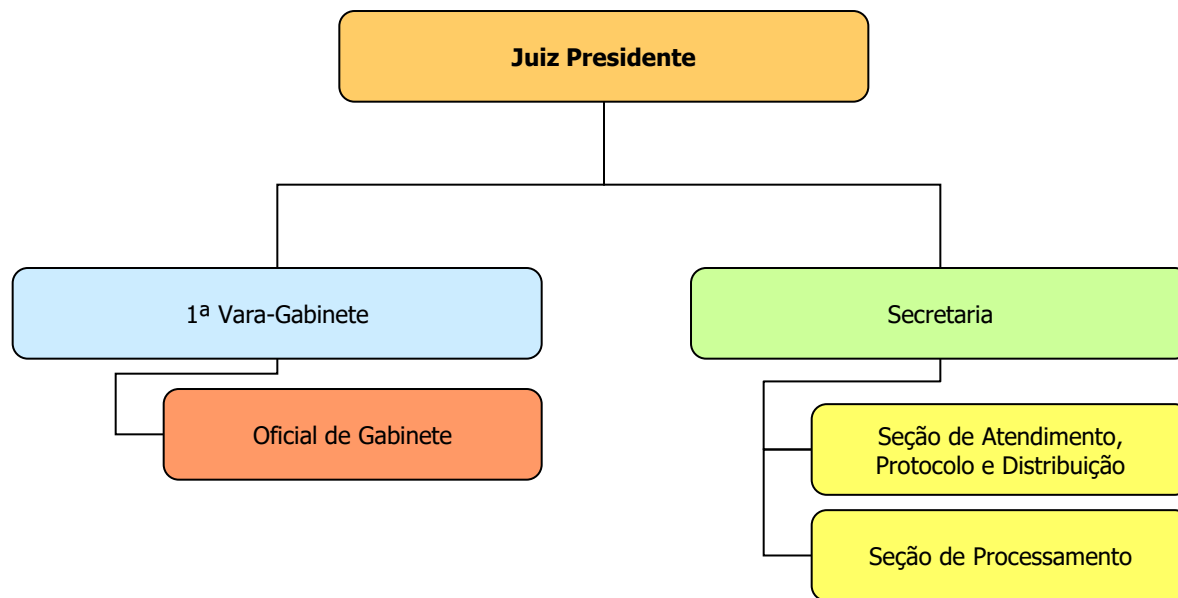 Juiz Presidente
1ª Vara-Gabinete
Secretaria
Oficial de Gabinete
Seção de Atendimento,
Protocolo e Distribuição
Seção de Processamento